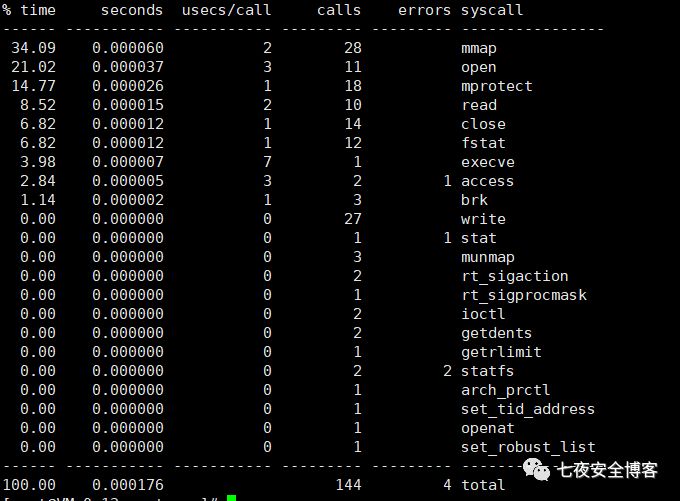 % time     seconds  usecs/call     calls    errors syscall
------ ----------- ----------- --------- --------- ----------------
 34.09    0.000060           2        28           mmap
 21.02    0.000037           3        11           open
 14.77    0.000026           1        18           mprotect
  8.52    0.000015           2        10           read
  6.82    0.000012           1        14           close
  6.82    0.000012           1        12           fstat
  3.98    0.000007           7         1           execve
  2.84    0.000005           3         2         1 access
  1.14    0.000002           1         3           brk
  0.00    0.000000           0        27           write
  0.00    0.000000           0         1         1 stat
  0.00    0.000000           0         3           munmap
  0.00    0.000000           0         2           rt_sigaction
  0.00    0.000000           0         1           rt_sigprocmask
  0.00    0.000000           0         2           ioctl
  0.00    0.000000           0         2           getdents
  0.00    0.000000           0         1           getrlimit
  0.00    0.000000           0         2         2 statfs
  0.00    0.000000           0         1           arch_prctl
  0.00    0.000000           0         1           set_tid_address
  0.00    0.000000           0         1           openat
  0.00    0.000000           0         1           set_robust_list
------ ----------- ----------- --------- --------- ----------------
100.00    0.000176                   144         4 total
七夜安全博客